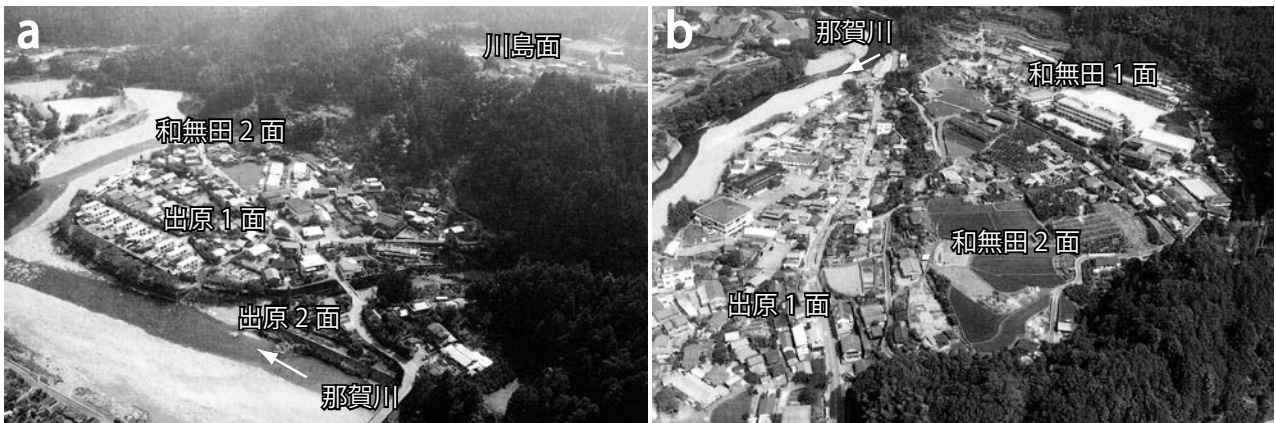 a
川島面
和無田2面
出原1面
出原2面
那賀川
b
那賀川
和無田1面
和無田2面
出原1面